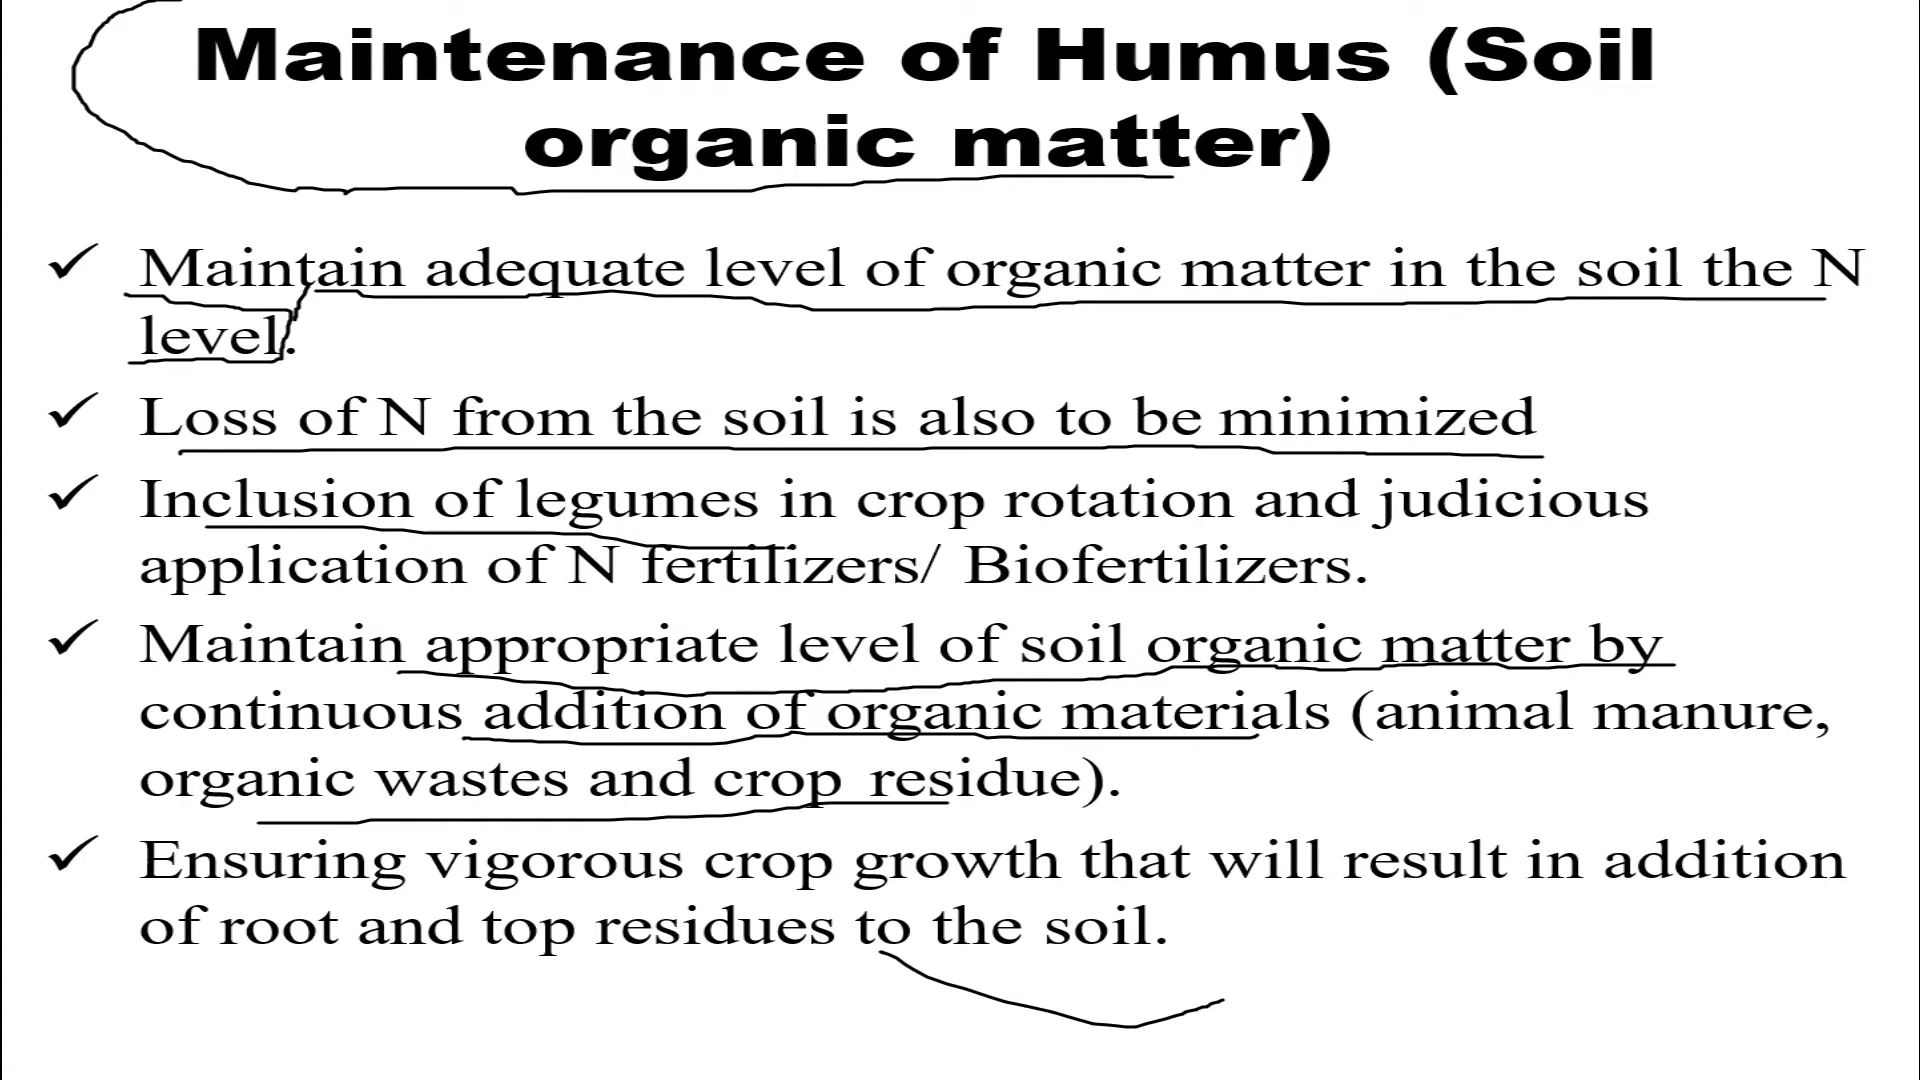 Maintenance of Humus (Soil
organic matter)
✓ Maintain adequate level of organic matter in the soil the N
level.
✓ Loss of N from the soil is also to be minimized
✓ Inclusion of legumes in crop rotation and judicious
application of N fertilizers/ Biofertilizers.
✓ Maintain appropriate level of soil organic matter by
continuous addition of organic materials (animal manure,
organic wastes and crop residue).
✓ Ensuring vigorous crop growth that will result in addition
of root and top residues to the soil.